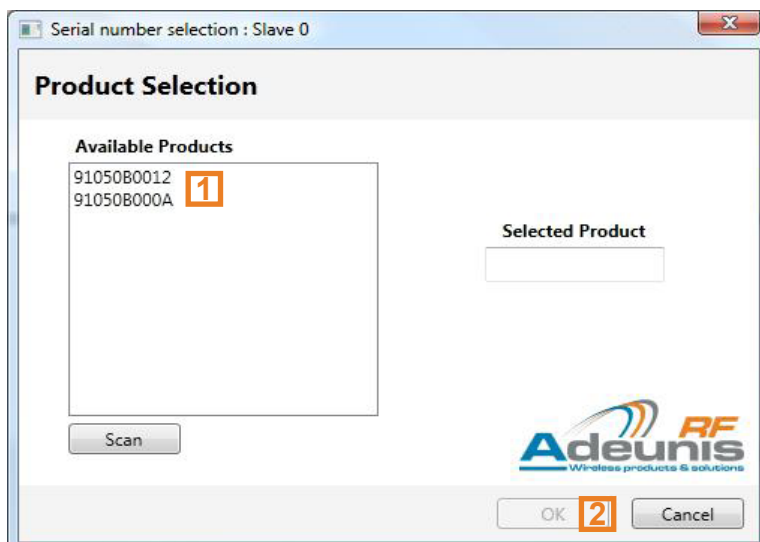 Serial number selection : Slave 0
X
Product Selection
Available Products
91050B0012
91050B000A
1
Selected Product
Scan
Adeunis RF
Wireless products & solutions
OK
2
Cancel